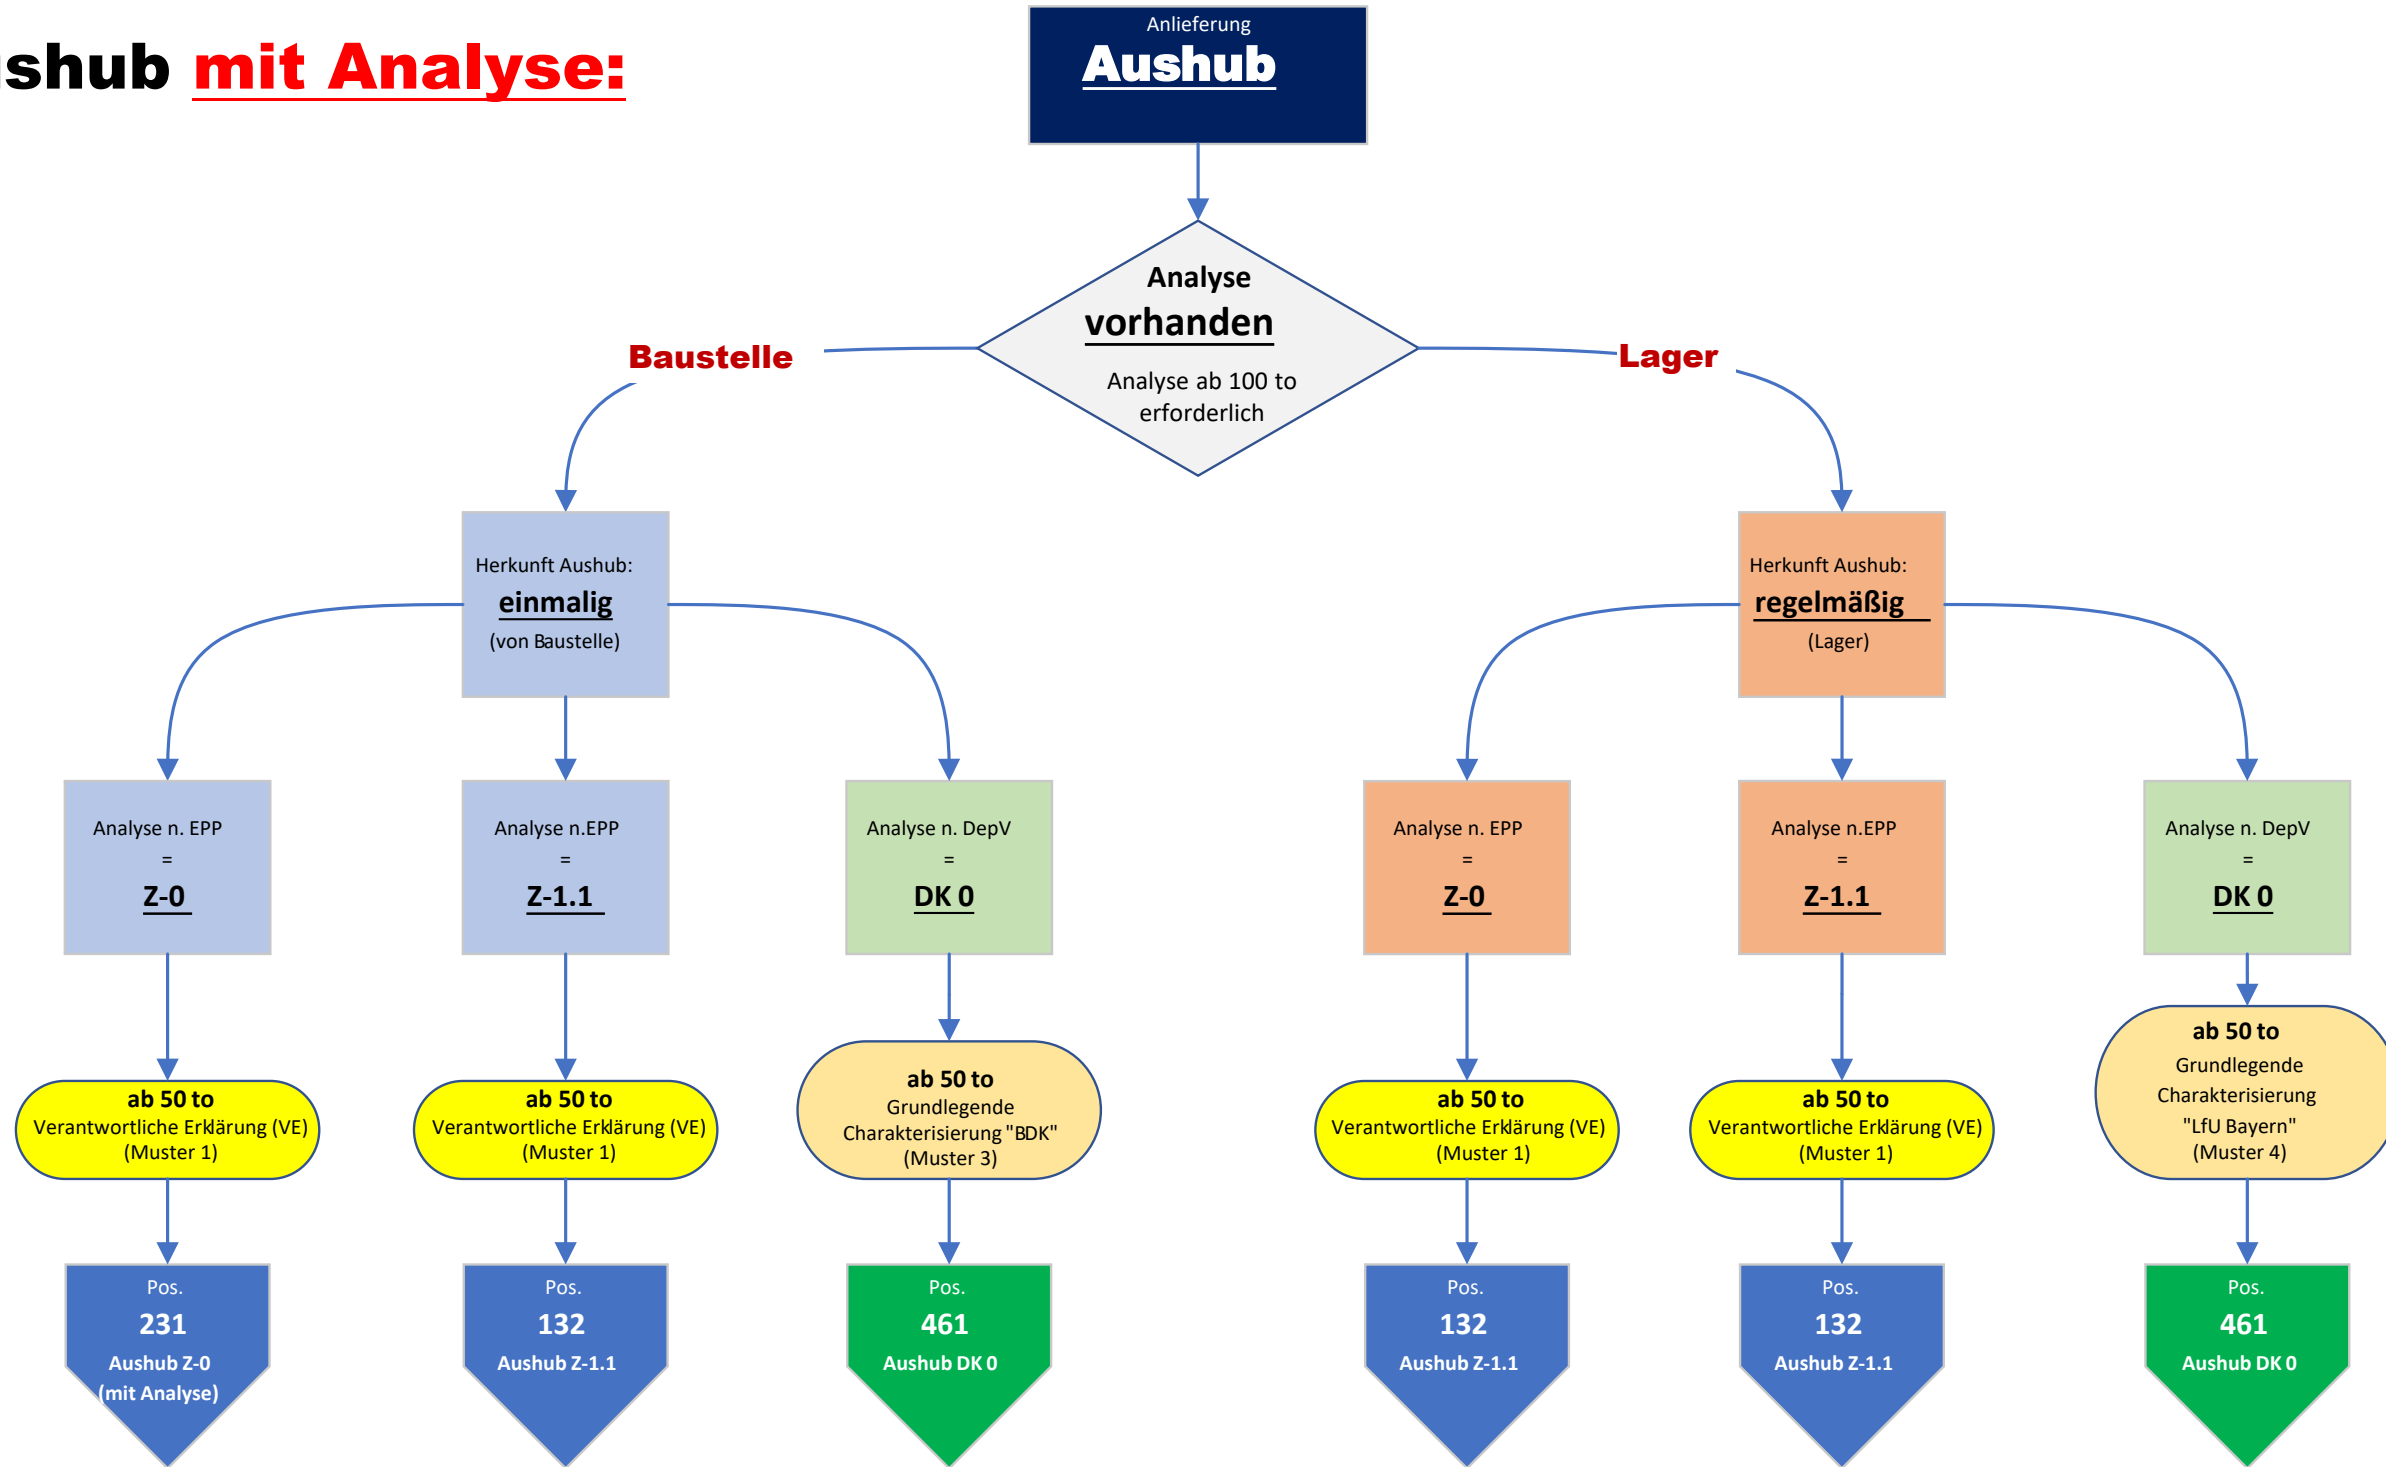 ushub mit Analyse:
Anlieferung
Aushub
Analyse
vorhanden
Analyse ab 100 to
erforderlich
Baustelle
Lager
Herkunft Aushub:
einmalig
(von Baustelle)
Herkunft Aushub:
regelmäßig
(Lager)
Analyse n. EPP
=
Z-0
Analyse n.EPP
=
Z-1.1
Analyse n. DepV
=
DK 0
Analyse n. EPP
=
Z-0
Analyse n.EPP
=
Z-1.1
Analyse n. DepV
=
DK 0
ab 50 to
Verantwortliche Erklärung (VE)
(Muster 1)
ab 50 to
Verantwortliche Erklärung (VE)
(Muster 1)
ab 50 to
Grundlegende
Charakterisierung "BDK"
(Muster 3)
ab 50 to
Verantwortliche Erklärung (VE)
(Muster 1)
ab 50 to
Verantwortliche Erklärung (VE)
(Muster 1)
ab 50 to
Grundlegende
Charakterisierung
"LfU Bayern"
(Muster 4)
Pos.
231
Aushub Z-0
(mit Analyse)
Pos.
132
Aushub Z-1.1
Pos.
461
Aushub DK 0
Pos.
132
Aushub Z-1.1
Pos.
132
Aushub Z-1.1
Pos.
461
Aushub DK 0